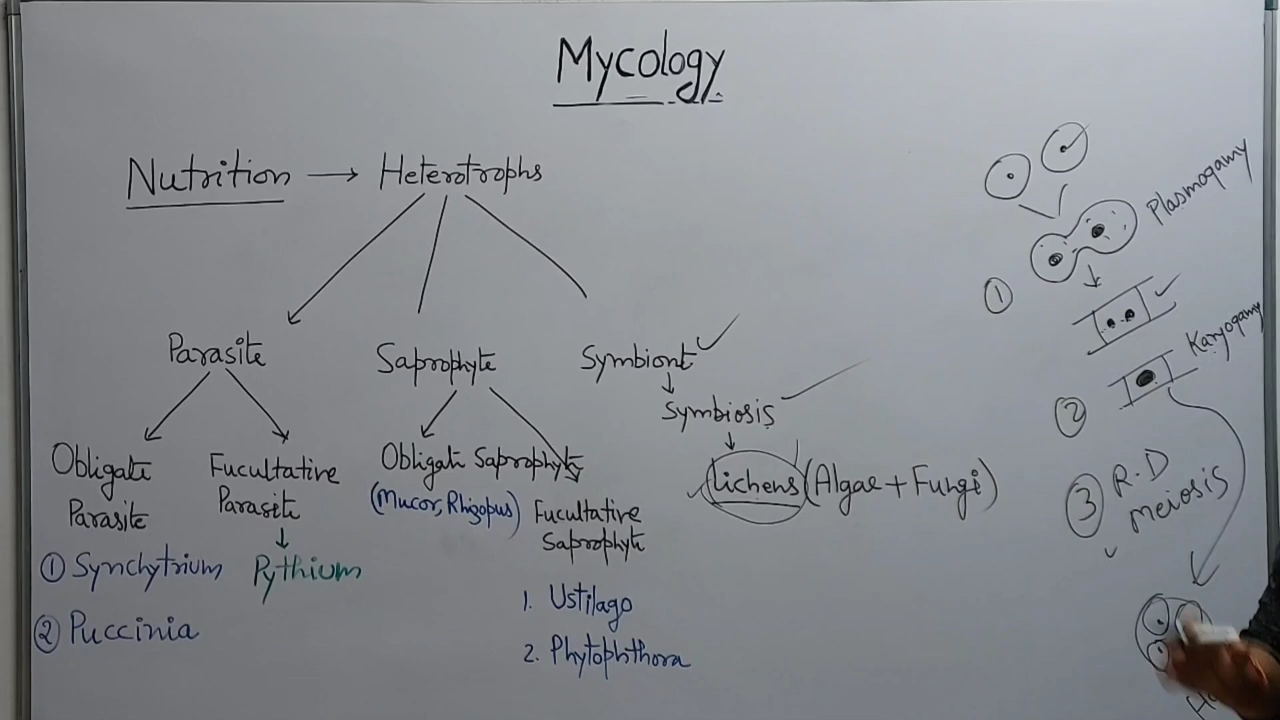 Mycology
Nutrition → Heterotrophs
Parasite
Saprophyte
Symbiont
Symbiosis
Lichens (Algae + Fungi)
Obligate
Parasite
① Synchytrium
② Puccinia
Fucultative
Parasite
Pythium
Obligate Saprophyte
(Mucor, Rhizopus)
Fucultative
Saprophyte
1. Ustilago
2. Phytophthora
Plasmogamy
①
Karyogamy
②
③ R.D
meiosis